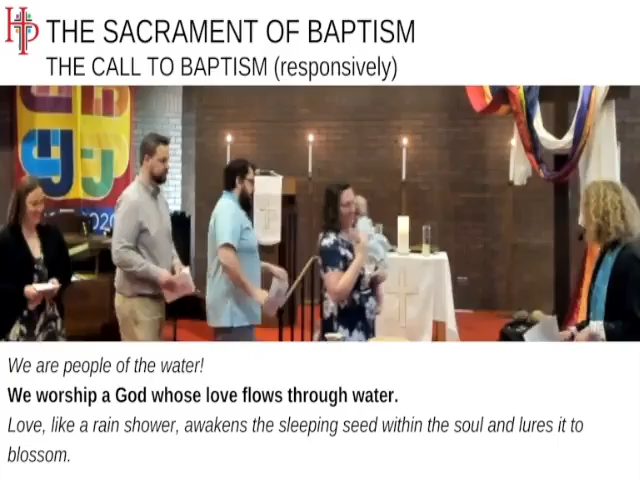 HP
THE SACRAMENT OF BAPTISM
THE CALL TO BAPTISM (responsively)
202
We are people of the water!
We worship a God whose love flows through water.
Love, like a rain shower, awakens the sleeping seed within the soul and lures it to
blossom.